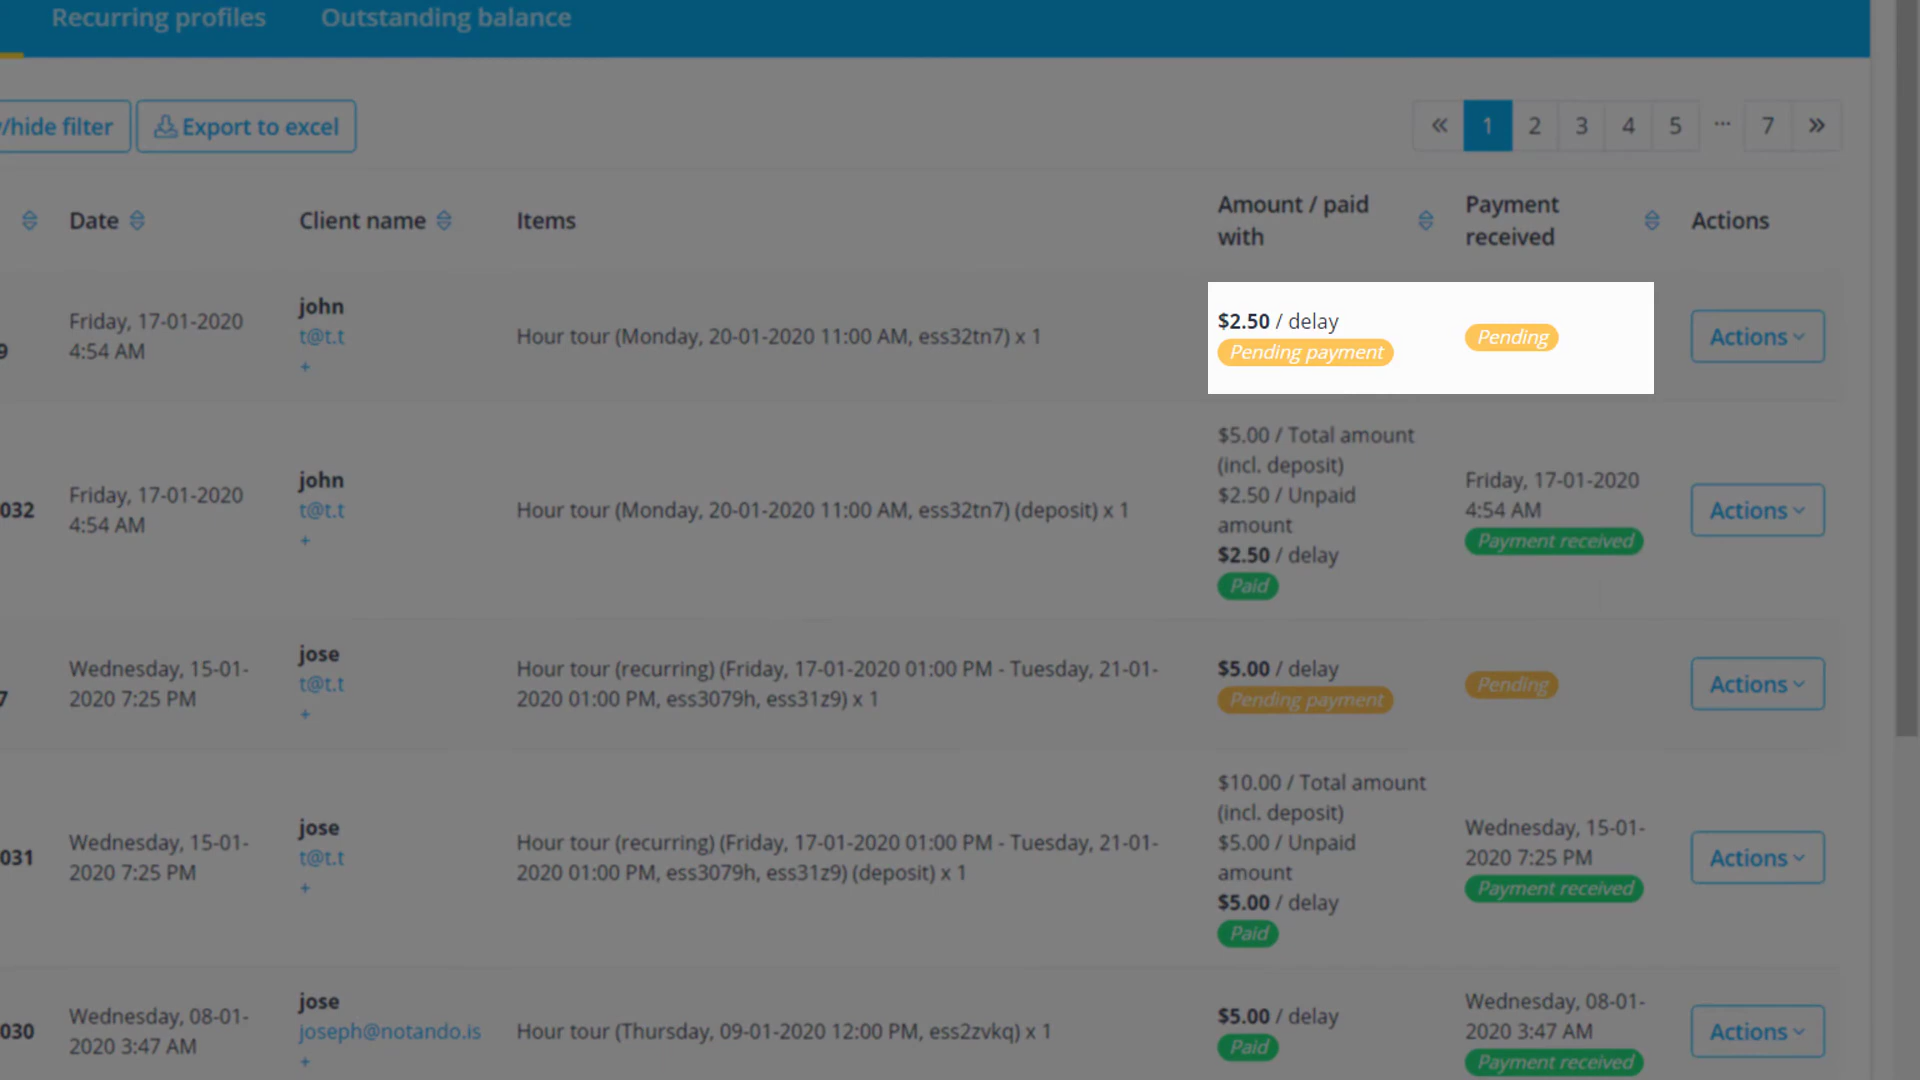 Recurring profiles
Outstanding balance
/hide filter
Export to excel
« 1 2 3 4 5 ... 7 »
Date
Client name
Items
Amount / paid
with
Payment
received
Actions
9
Friday, 17-01-2020
4:54 AM
john
t@t.t
+
Hour tour (Monday, 20-01-2020 11:00 AM, ess32tn7) x 1
$2.50 / delay
Pending payment
Pending
Actions
032
Friday, 17-01-2020
4:54 AM
john
t@t.t
+
Hour tour (Monday, 20-01-2020 11:00 AM, ess32tn7) (deposit) x 1
$5.00 / Total amount
(incl. deposit)
$2.50 / Unpaid
amount
$2.50 / delay
Paid
Friday, 17-01-2020
4:54 AM
Payment received
Actions
7
Wednesday, 15-01-
2020 7:25 PM
jose
t@t.t
+
Hour tour (recurring) (Friday, 17-01-2020 01:00 PM - Tuesday, 21-01-
2020 01:00 PM, ess3079h, ess31z9) x 1
$5.00 / delay
Pending payment
Pending
Actions
031
Wednesday, 15-01-
2020 7:25 PM
jose
t@t.t
+
Hour tour (recurring) (Friday, 17-01-2020 01:00 PM - Tuesday, 21-01-
2020 01:00 PM, ess3079h, ess31z9) (deposit) x 1
$10.00 / Total amount
(incl. deposit)
$5.00 / Unpaid
amount
$5.00 / delay
Paid
Wednesday, 15-01-
2020 7:25 PM
Payment received
Actions
030
Wednesday, 08-01-
2020 3:47 AM
jose
joseph@notando.is
+
Hour tour (Thursday, 09-01-2020 12:00 PM, ess2zvkq) x 1
$5.00 / delay
Paid
Wednesday, 08-01-
2020 3:47 AM
Payment received
Actions